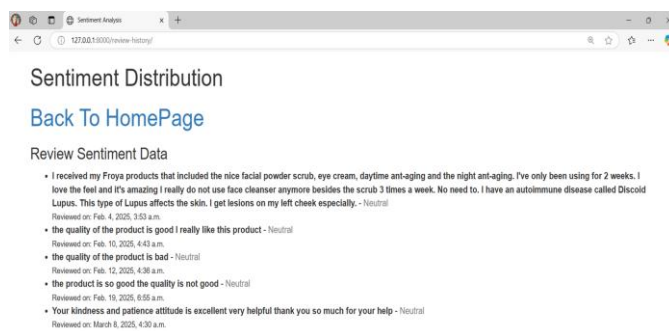 Sentiment Analysis
127.0.0.1:8000/review-history/
Sentiment Distribution
Back To HomePage
Review Sentiment Data
• I received my Froya products that included the nice facial powder scrub, eye cream, daytime anti-aging and the night anti-aging. I've only been using for 2 weeks. I
love the feel and it's amazing I really do not use face cleanser anymore besides the scrub 3 times a week. No need to. I have an autoimmune disease called Discoid
Lupus. This type of Lupus affects the skin. I get lesions on my left cheek especially. - Neutral
Reviewed on: Feb. 4, 2025, 3:53 a.m.
• the quality of the product is good I really like this product - Neutral
Reviewed on: Feb. 10, 2025, 4:43 a.m.
• the quality of the product is bad - Neutral
Reviewed on: Feb. 12, 2025, 4:36 a.m.
• the product is so good the quality is not good - Neutral
Reviewed on: Feb. 19, 2025, 6:55 a.m.
• Your kindness and patience attitude is excellent very helpful thank you so much for your help - Neutral
Reviewed on: March 8, 2025, 4:30 a.m.